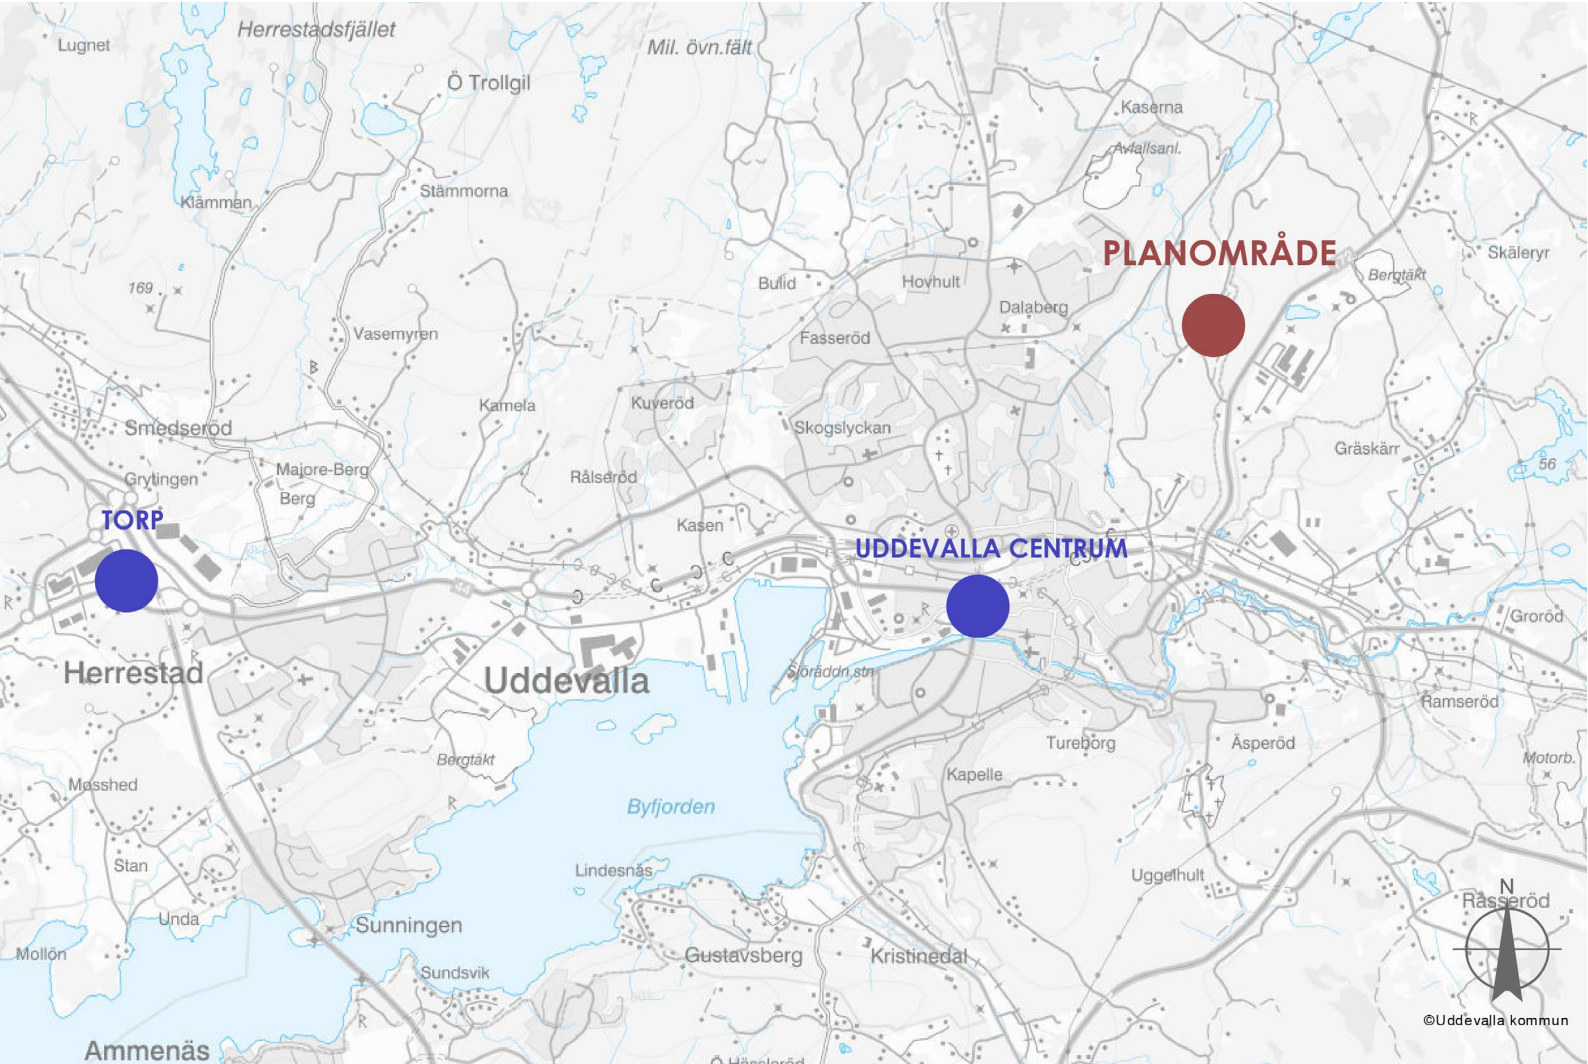 Lugnet
Herrestadsfjället
Mil. övn.fält
Ö Trollgil
Kaserna
Avfallsanl.
Stämmorna
Klämman
PLANOMRÅDE
Skäleryr
Bergtäkt
Bulid
Hovhult
Dalaberg
169
Vasemyren
Fasseröd
Kamela
Kuveröd
Smedseröd
Skogslyckan
Gräskärr
56
Majore-Berg
Grytingen
Rålseröd
Berg
TORP
Kasen
UDDEVALLA CENTRUM
Groröd
Herrestad
Uddevalla
Sjöräddn.stn
Ramseröd
Tureborg
Äsperöd
Bergtäkt
Motorb.
Kapelle
Mosshed
Byfjorden
Stan
Lindesnäs
Uggelhult
N
Råsseröd
Unda
Sunningen
Mollön
Gustavsberg
Kristinedal
Sundsvik
©Uddevalla kommun
Ammenäs